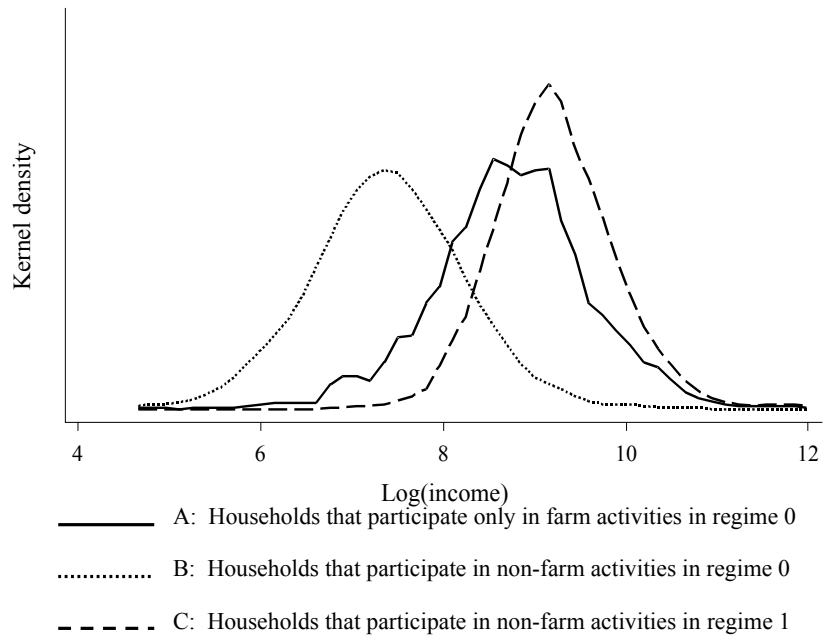 Kernel density
4 6 8 10 12
Log(income)
A: Households that participate only in farm activities in regime 0
B: Households that participate in non-farm activities in regime 0
C: Households that participate in non-farm activities in regime 1